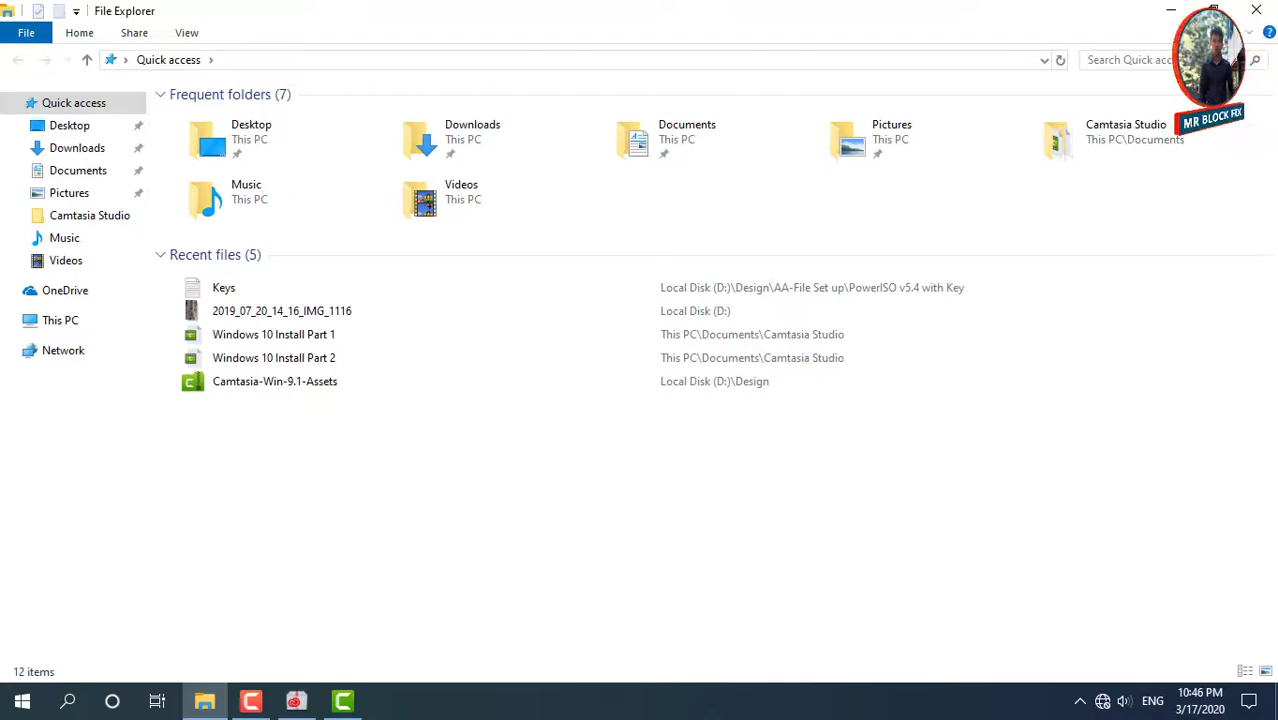 File Explorer
File Home Share View
Quick access
Search Quick acc
MR BLOCK FIX
Quick access
Desktop
Downloads
Documents
Pictures
Camtasia Studio
Music
Videos
OneDrive
This PC
Network
Frequent folders (7)
Desktop
This PC
Downloads
This PC
Documents
This PC
Pictures
This PC
Camtasia Studio
This PC\Documents
Music
This PC
Videos
This PC
Recent files (5)
Keys Local Disk (D:)\Design\AA-File Set up\PowerISO v5.4 with Key
2019_07_20_14_16_IMG_1116 Local Disk (D:)
Windows 10 Install Part 1 This PC\Documents\Camtasia Studio
Windows 10 Install Part 2 This PC\Documents\Camtasia Studio
Camtasia-Win-9.1-Assets Local Disk (D:)\Design
12 items
ENG
10:46 PM
3/17/2020